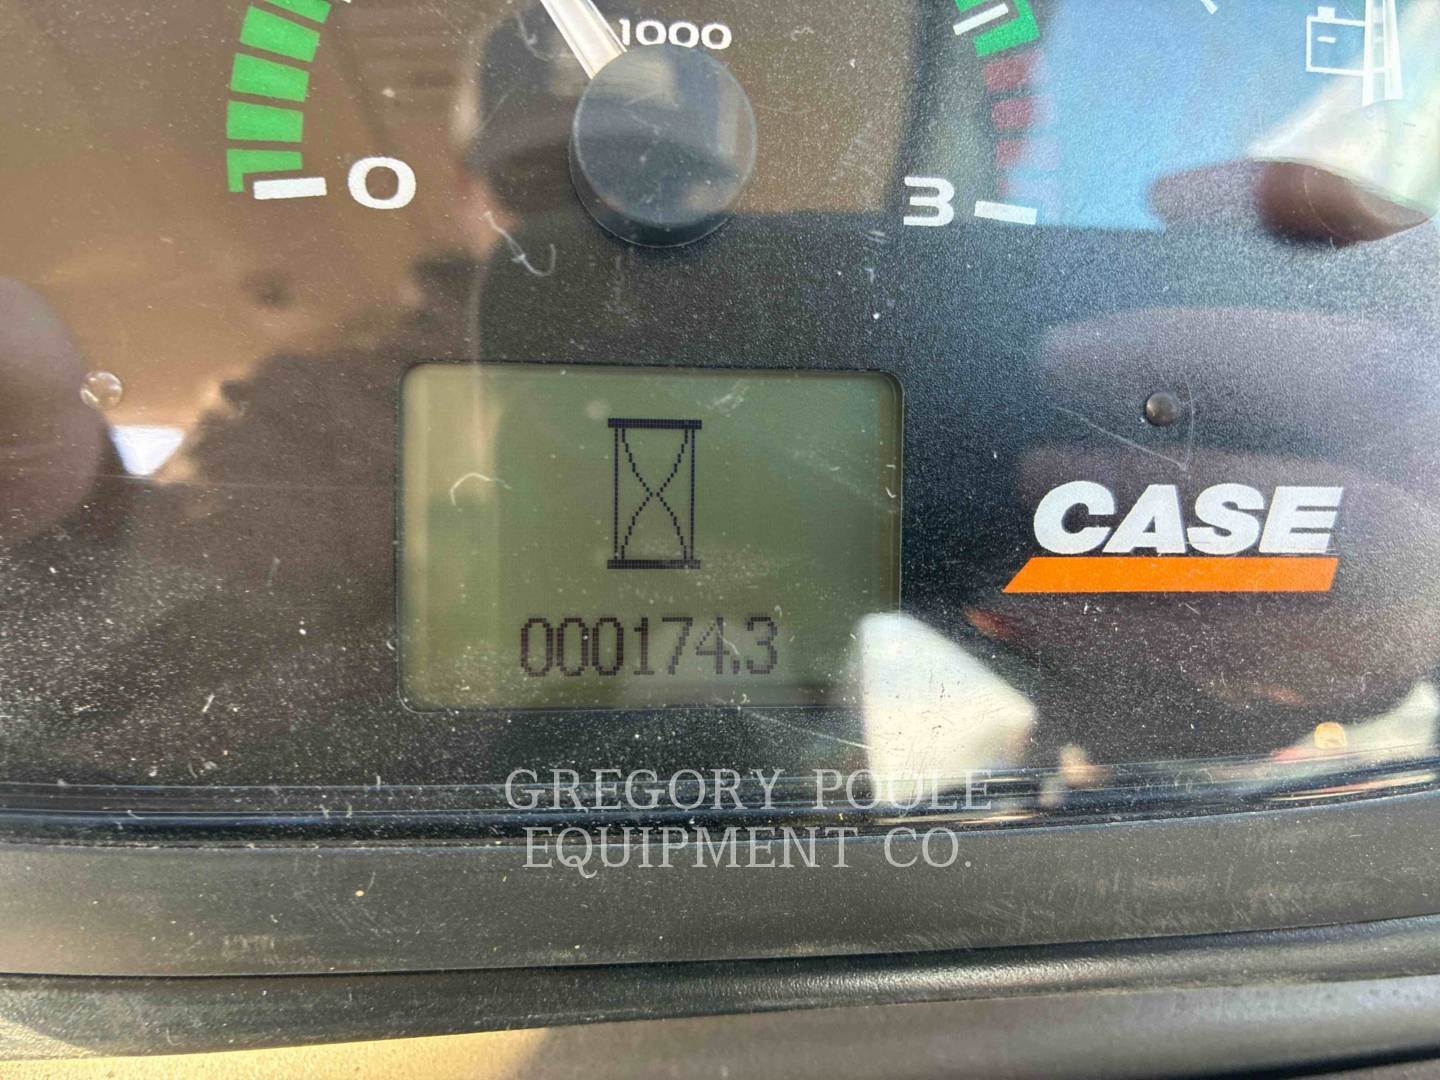 1000
0
3
CASE
000174.3
GREGORY POOLE
EQUIPMENT CO.